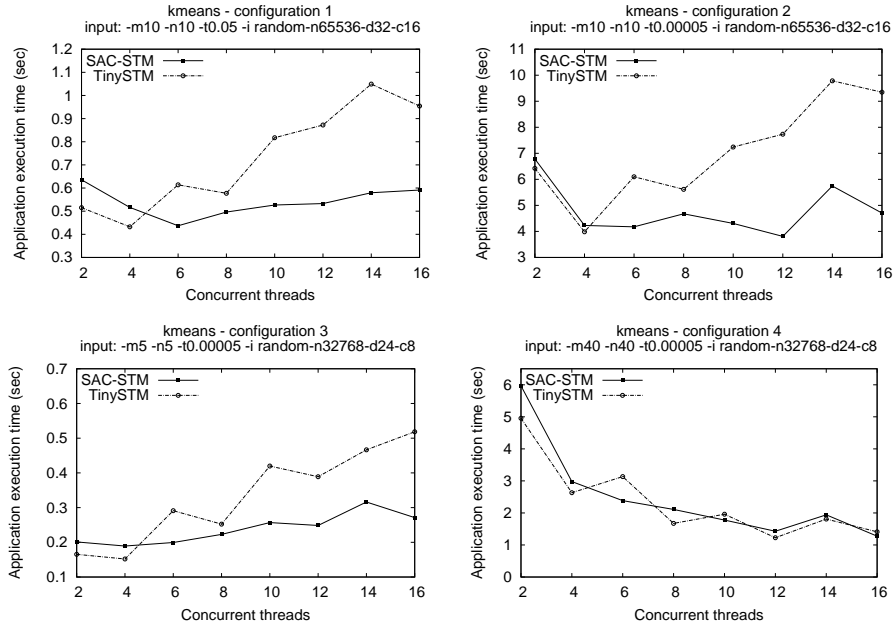 kmeans - configuration 1
input: -m10 -n10 -t0.05 -i random-n65536-d32-c16
Application execution time (sec)
1.2
1.1
1
0.9
0.8
0.7
0.6
0.5
0.4
0.3
SAC-STM
TinySTM
2 4 6 8 10 12 14 16
Concurrent threads
kmeans - configuration 2
input: -m10 -n10 -t0.00005 -i random-n65536-d32-c16
Application execution time (sec)
11
10
9
8
7
6
5
4
3
SAC-STM
TinySTM
2 4 6 8 10 12 14 16
Concurrent threads
kmeans - configuration 3
input: -m5 -n5 -t0.00005 -i random-n32768-d24-c8
Application execution time (sec)
0.7
0.6
0.5
0.4
0.3
0.2
0.1
SAC-STM
TinySTM
2 4 6 8 10 12 14 16
Concurrent threads
kmeans - configuration 4
input: -m40 -n40 -t0.00005 -i random-n32768-d24-c8
Application execution time (sec)
6
5
4
3
2
1
0
SAC-STM
TinySTM
2 4 6 8 10 12 14 16
Concurrent threads